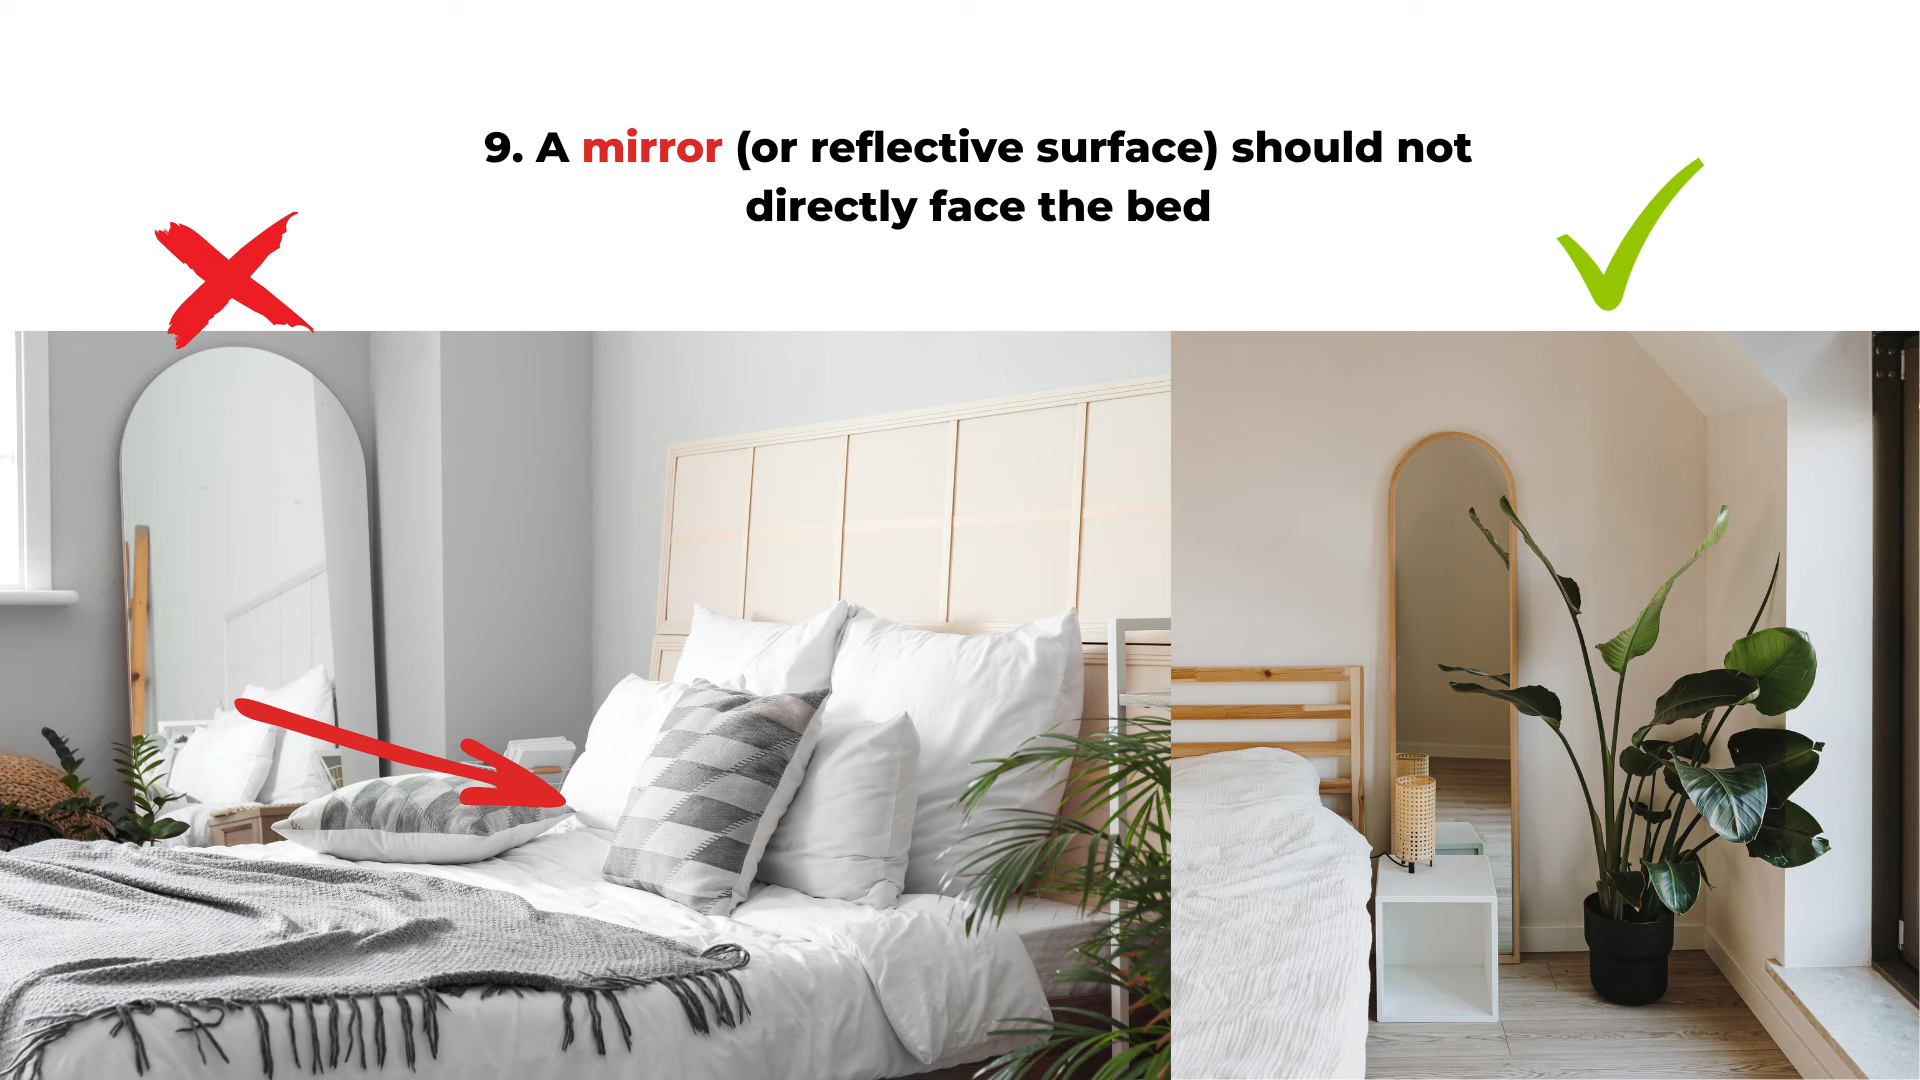 9. A mirror (or reflective surface) should not
directly face the bed